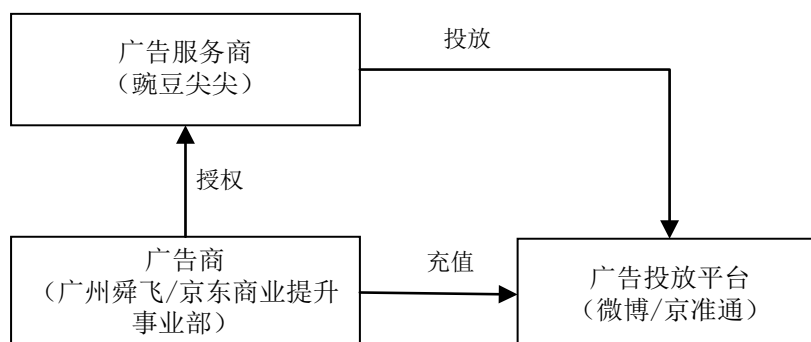 广告服务商
（豌豆尖尖）
投放
授权
广告商
（广州舜飞/京东商业提升
事业部）
充值
广告投放平台
（微博/京准通）